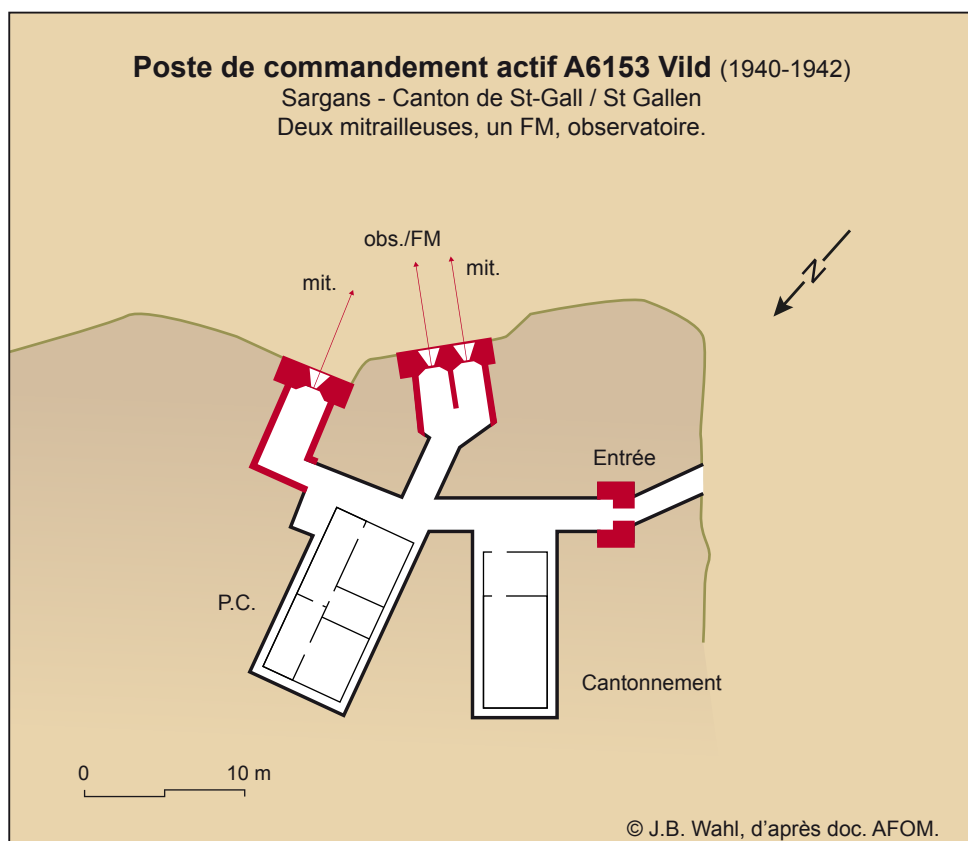 Poste de commandement actif A6153 Vild (1940-1942)
Sargans - Canton de St-Gall / St Gallen
Deux mitrailleuses, un FM, observatoire.
obs./FM
mit.
mit.
N
Entrée
P.C.
Cantonnement
0 10 m
© J.B. Wahl, d'après doc. AFOM.